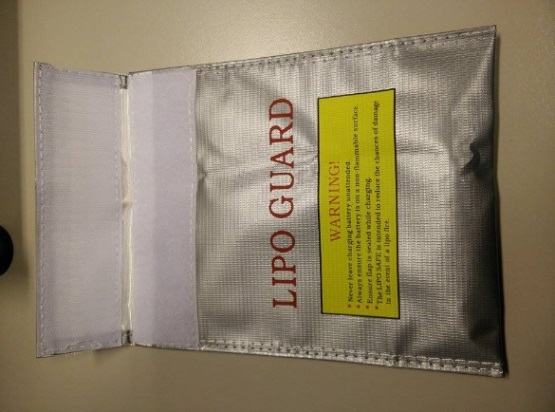 LIPO GUARD
WARNING!
* Never leave charging battery unattended.
* Always ensure the battery is on a non-flammable surface.
* Ensure flap is sealed while charging.
* The LIPO SAFE is intended to reduce the chances of damage
in the event of a lipo fire.